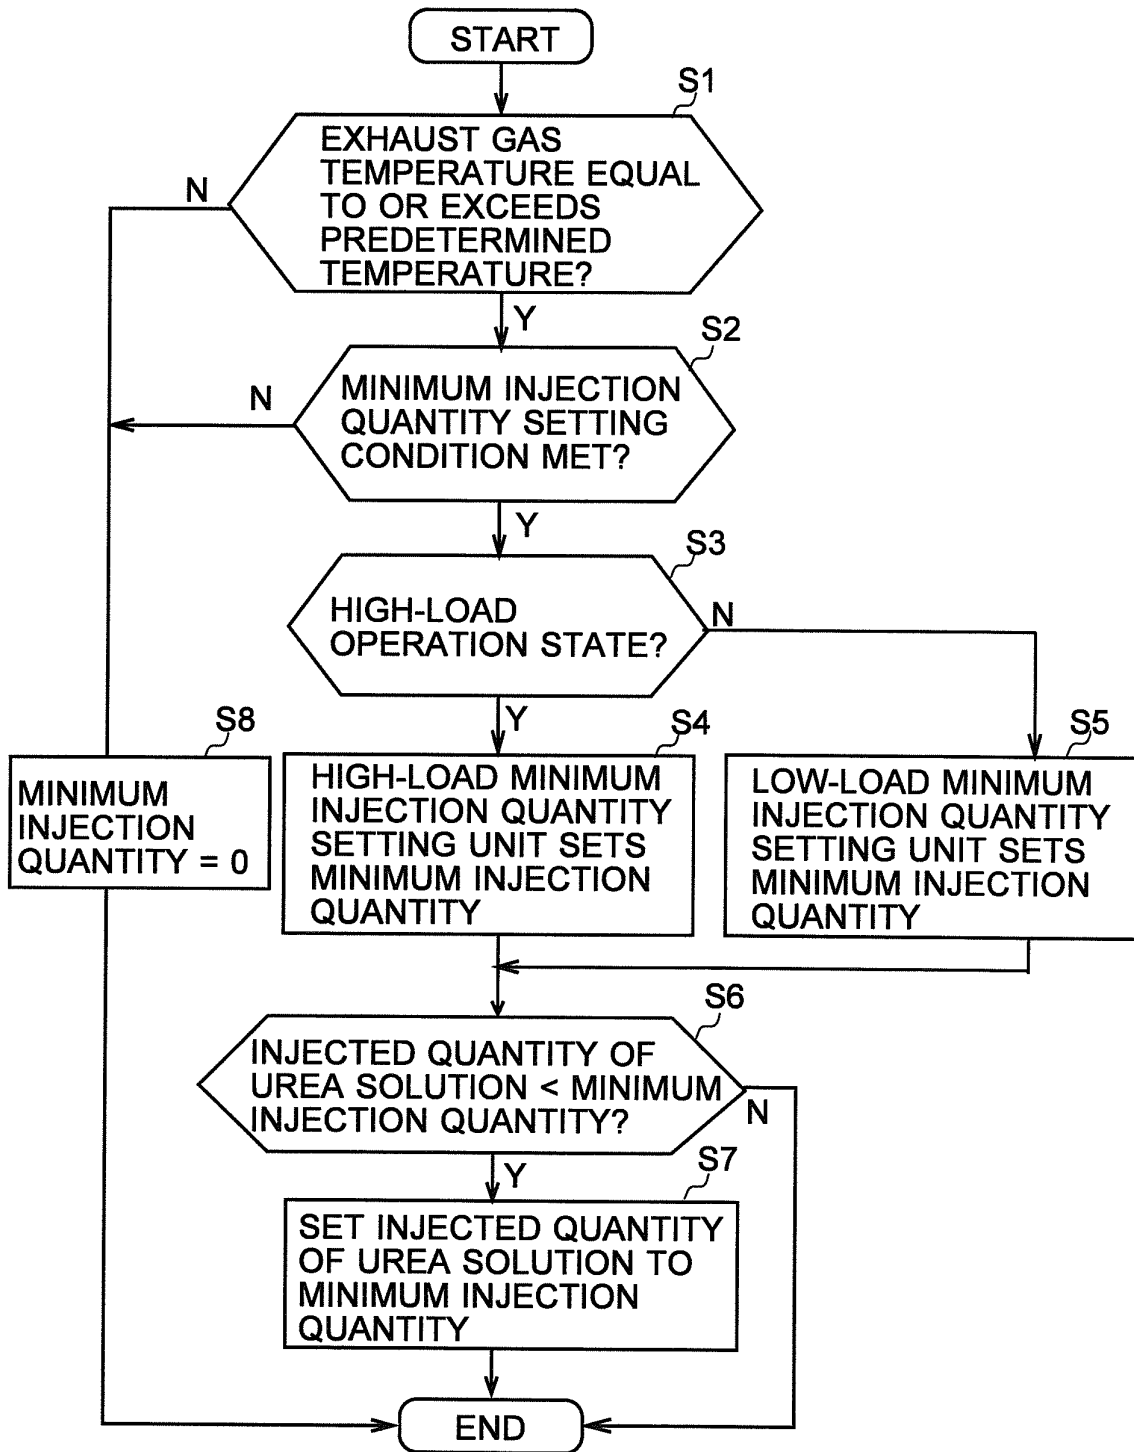 START
S1
EXHAUST GAS
TEMPERATURE EQUAL
TO OR EXCEEDS
PREDETERMINED
TEMPERATURE?
N
Y
S2
MINIMUM INJECTION
QUANTITY SETTING
CONDITION MET?
N
Y
S3
HIGH-LOAD
OPERATION STATE?
N
Y
S8
MINIMUM
INJECTION
QUANTITY = 0
S4
HIGH-LOAD MINIMUM
INJECTION QUANTITY
SETTING UNIT SETS
MINIMUM INJECTION
QUANTITY
S5
LOW-LOAD MINIMUM
INJECTION QUANTITY
SETTING UNIT SETS
MINIMUM INJECTION
QUANTITY
S6
INJECTED QUANTITY OF
UREA SOLUTION < MINIMUM
INJECTION QUANTITY?
N
Y
S7
SET INJECTED QUANTITY
OF UREA SOLUTION TO
MINIMUM INJECTION
QUANTITY
END